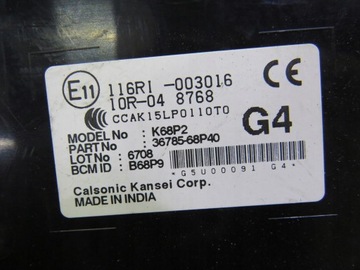 E11 116RI -003016 CE
10R-04 8768
CCAK15LP0110T0
MODEL No : K68P2 G4
PART No : 36785-68P40
LOT No : 6708
BCM ID : B68P9
*G5U00091 G4*
Calsonic Kansei Corp.
MADE IN INDIA